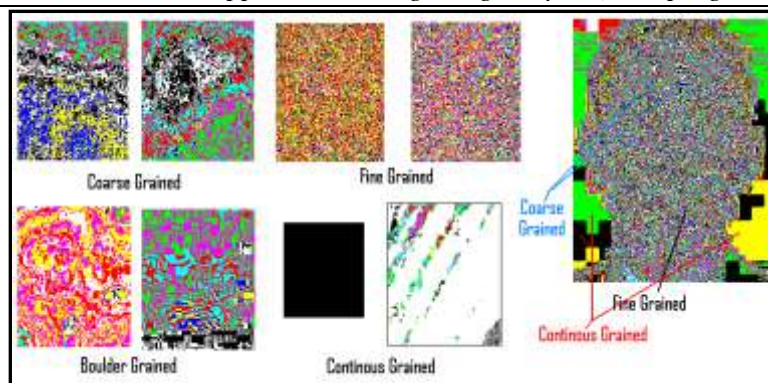 Coarse Grained
Fine Grained
Boulder Grained
Continous Grained
Coarse
Grained
Fine Grained
Continous Grained